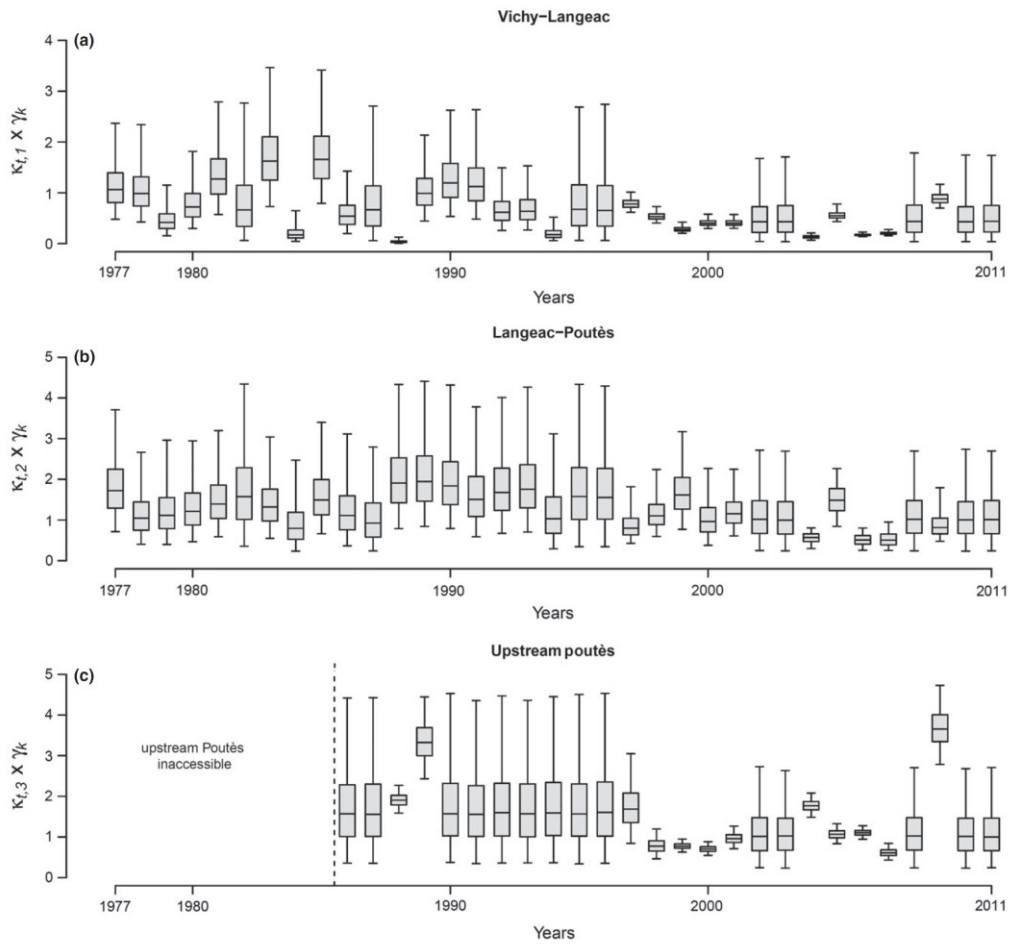 Vichy−Langeac
(a)
4
3
2
1
0
κt,1 x γk
1977 1980 1990 2000 2011
Years
Langeac−Poutès
(b)
5
4
3
2
1
0
κt,2 x γk
1977 1980 1990 2000 2011
Years
Upstream poutès
(c)
5
4
3
2
1
0
κt,3 x γk
upstream Poutès
inaccessible
1977 1980 1990 2000 2011
Years